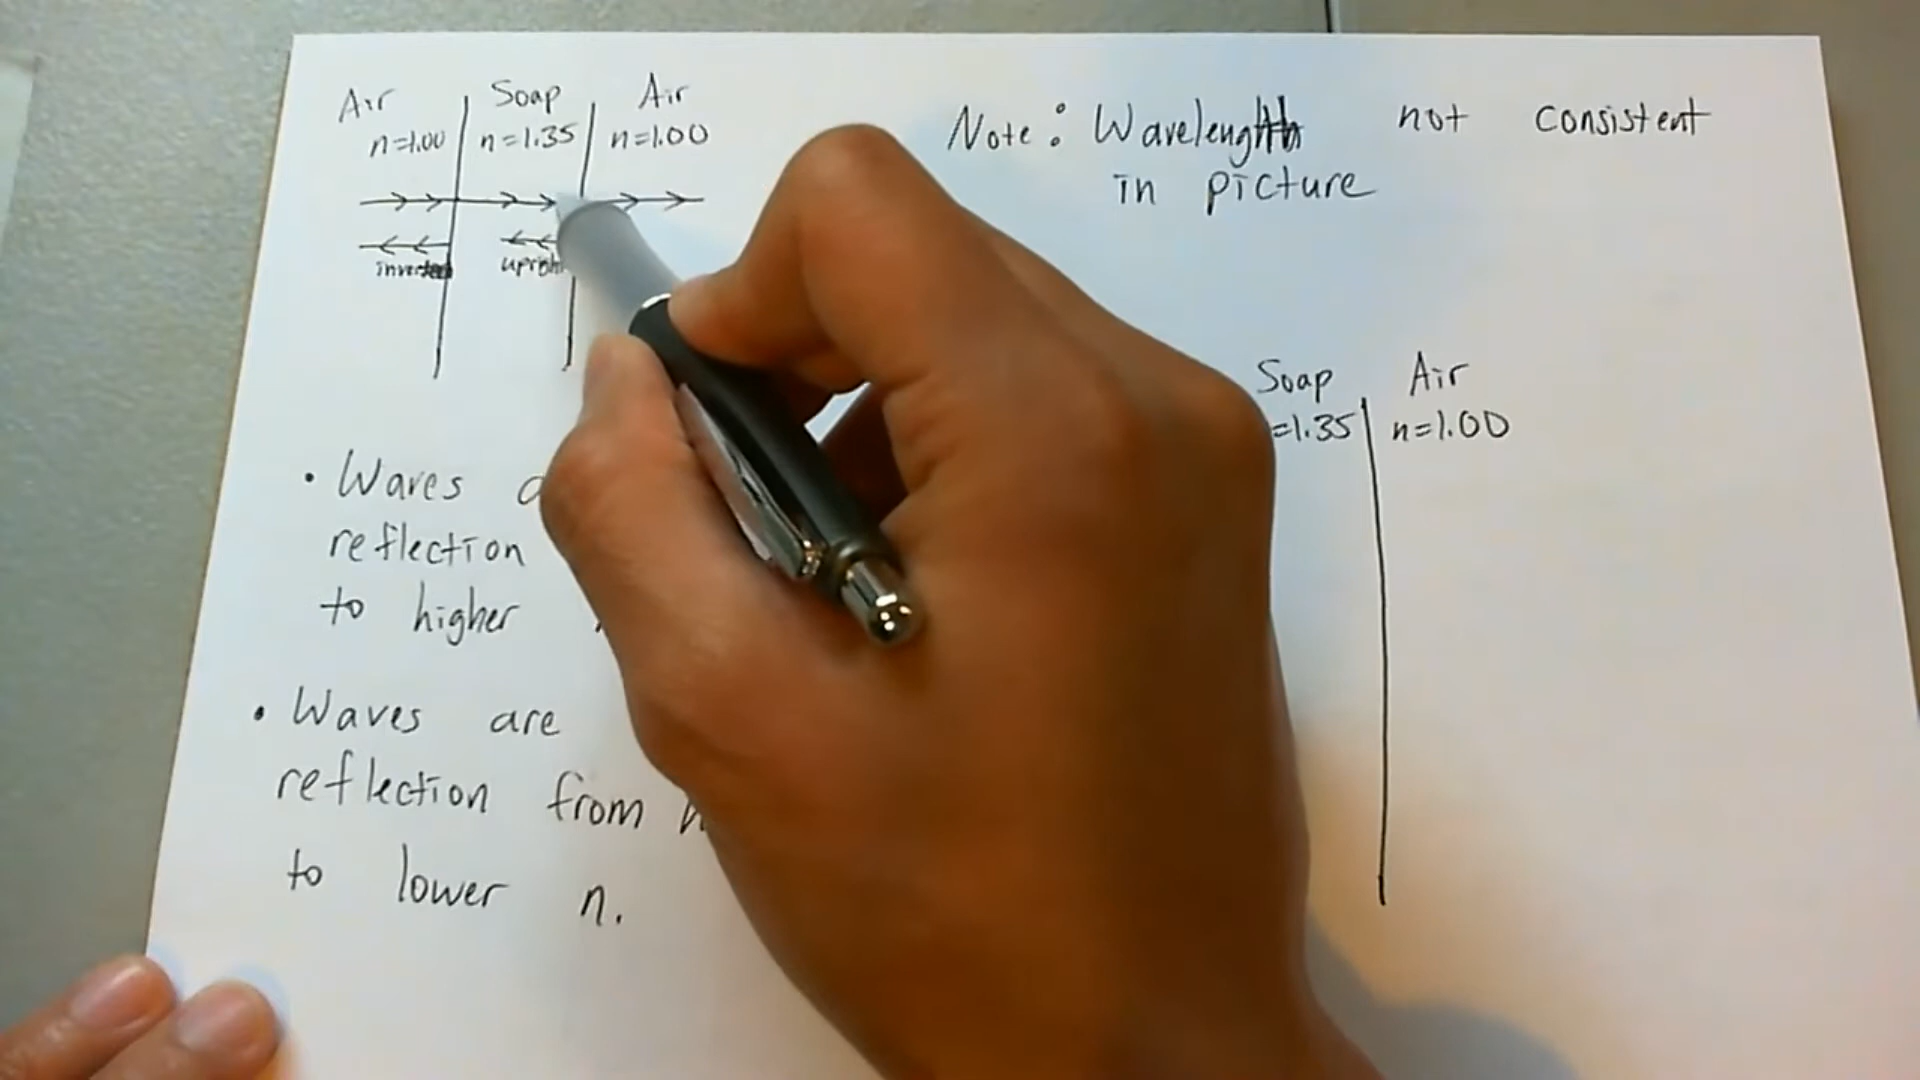 Air Soap Air
n=1.00 n=1.35 n=1.00
inverted
Note: Wavelength not consistent
in picture
Soap Air
=1.35 n=1.00
• Waves
reflection
to higher
• Waves are
reflection from
to lower n.